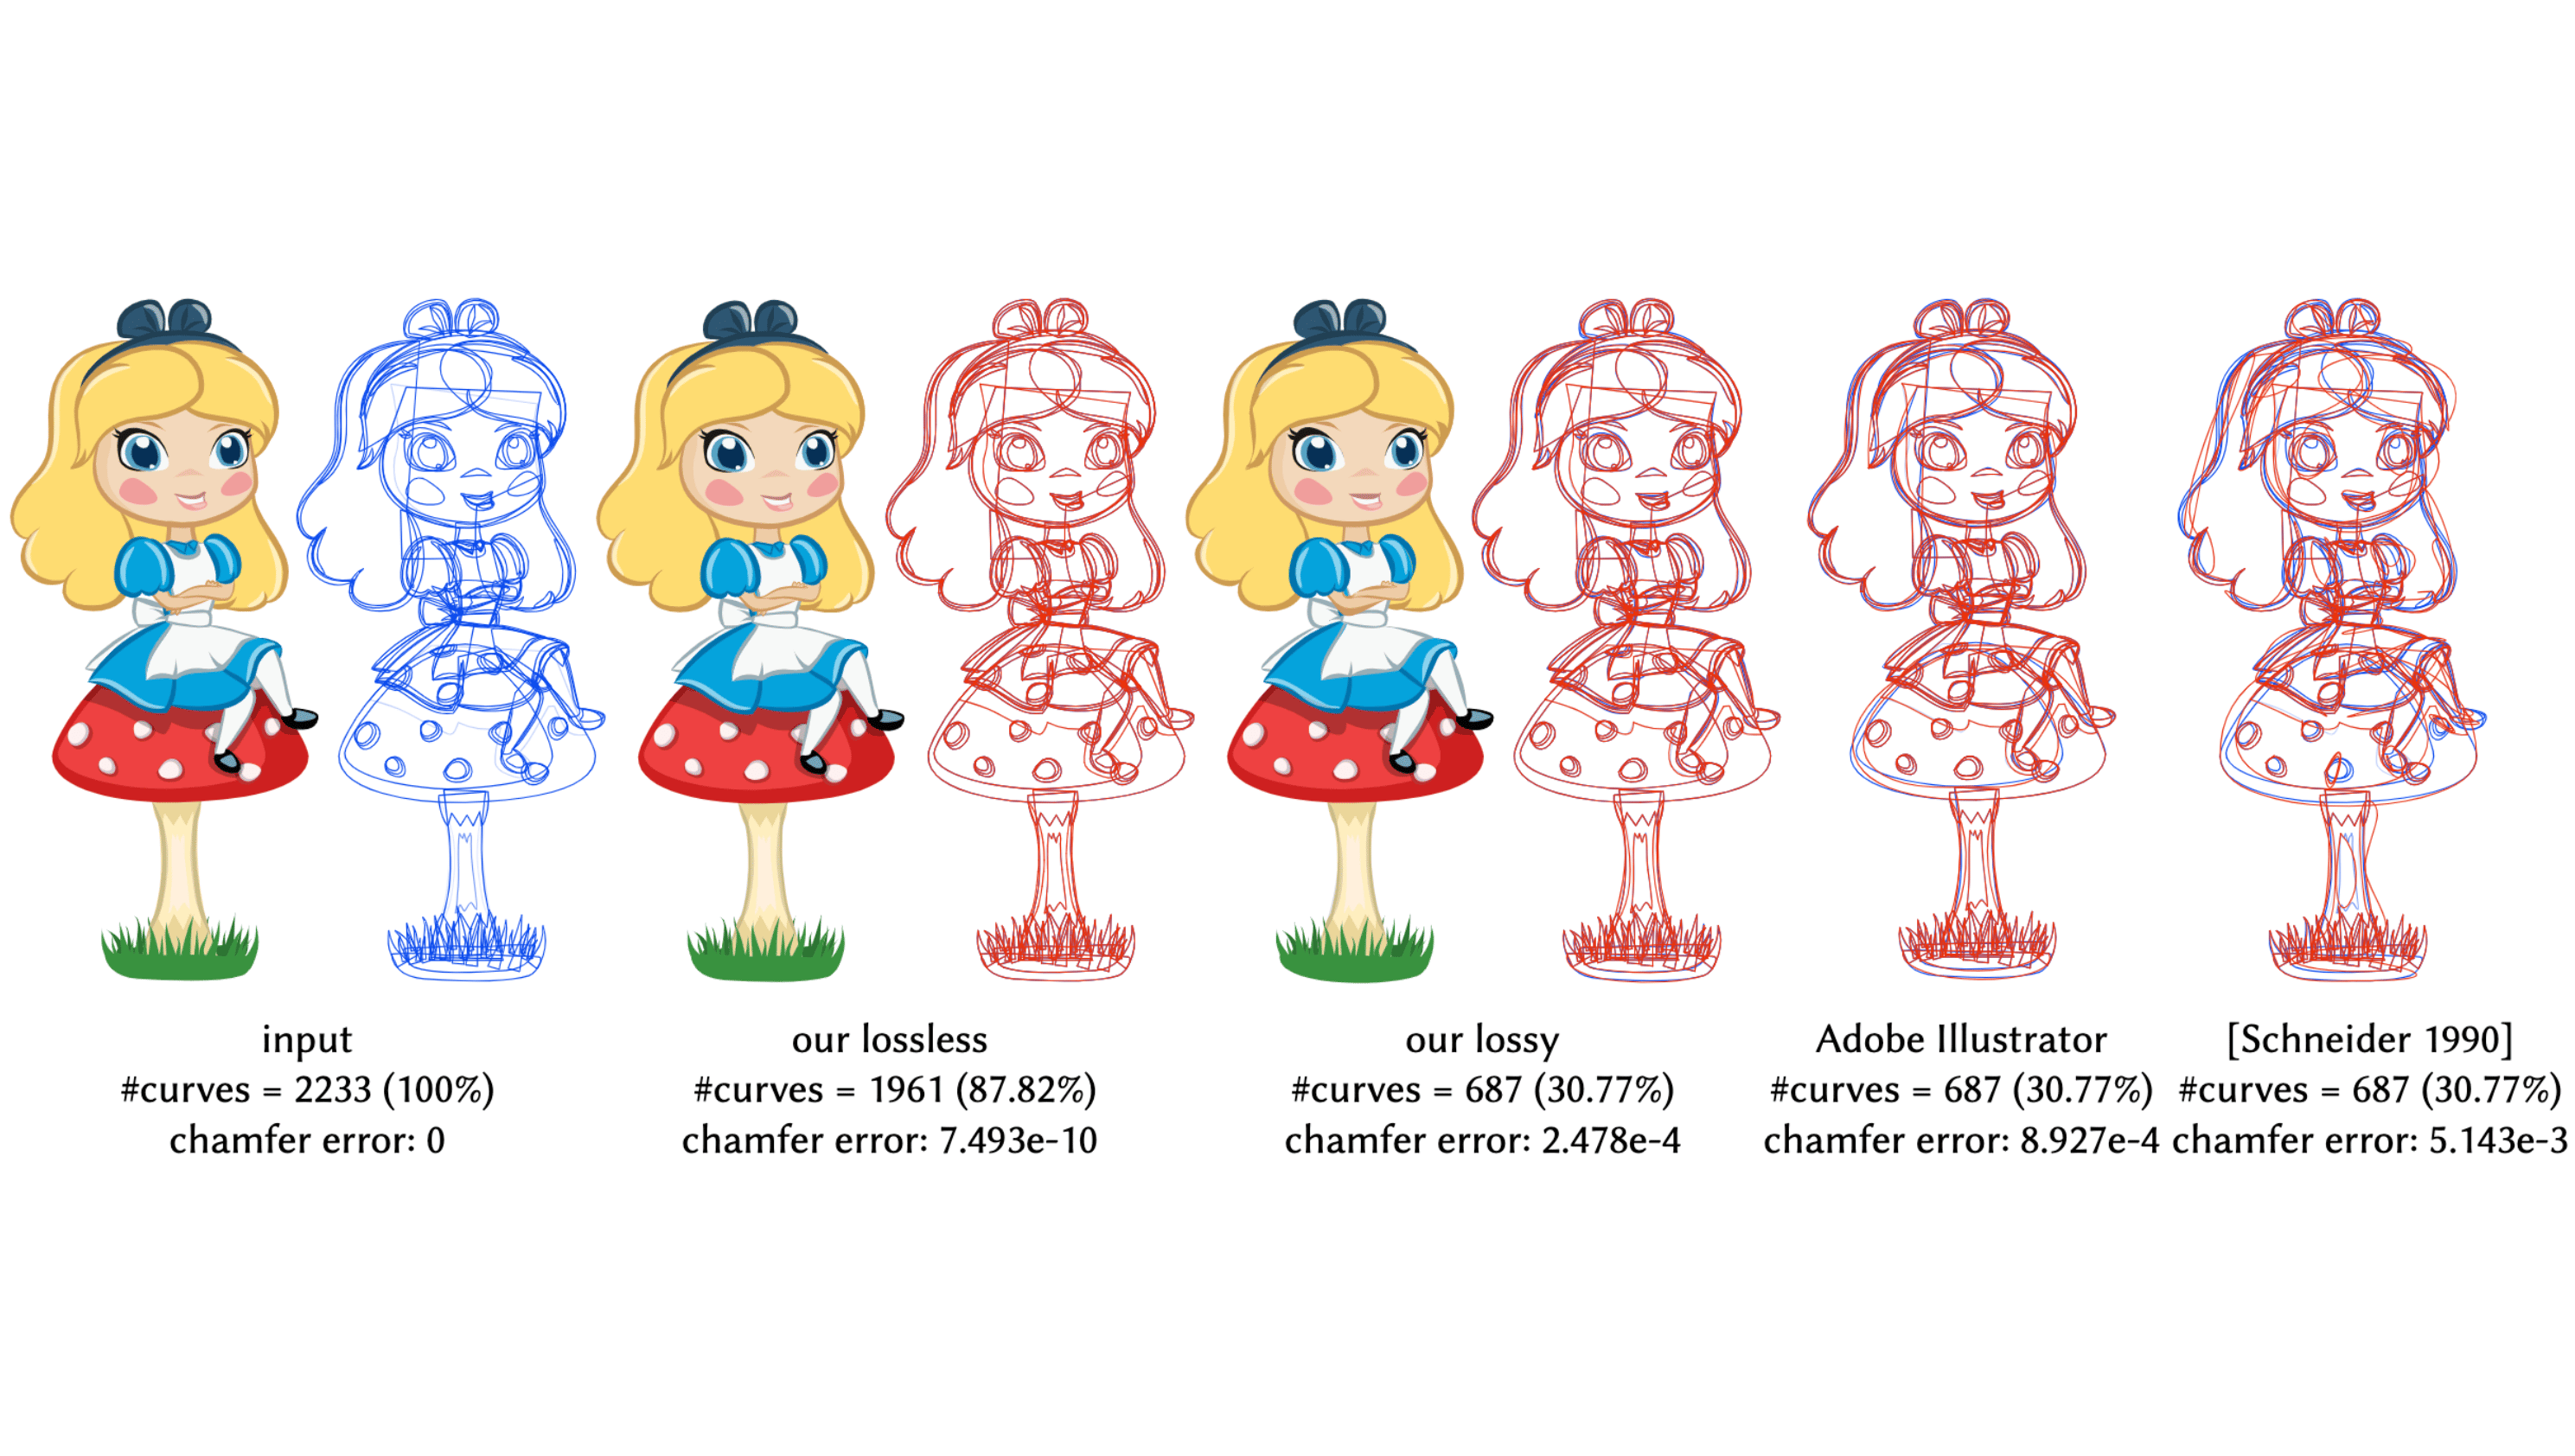 input
#curves = 2233 (100%)
chamfer error: 0
our lossless
#curves = 1961 (87.82%)
chamfer error: 7.493e-10
our lossy
#curves = 687 (30.77%)
chamfer error: 2.478e-4
Adobe Illustrator
#curves = 687 (30.77%)
chamfer error: 8.927e-4
[Schneider 1990]
#curves = 687 (30.77%)
chamfer error: 5.143e-3